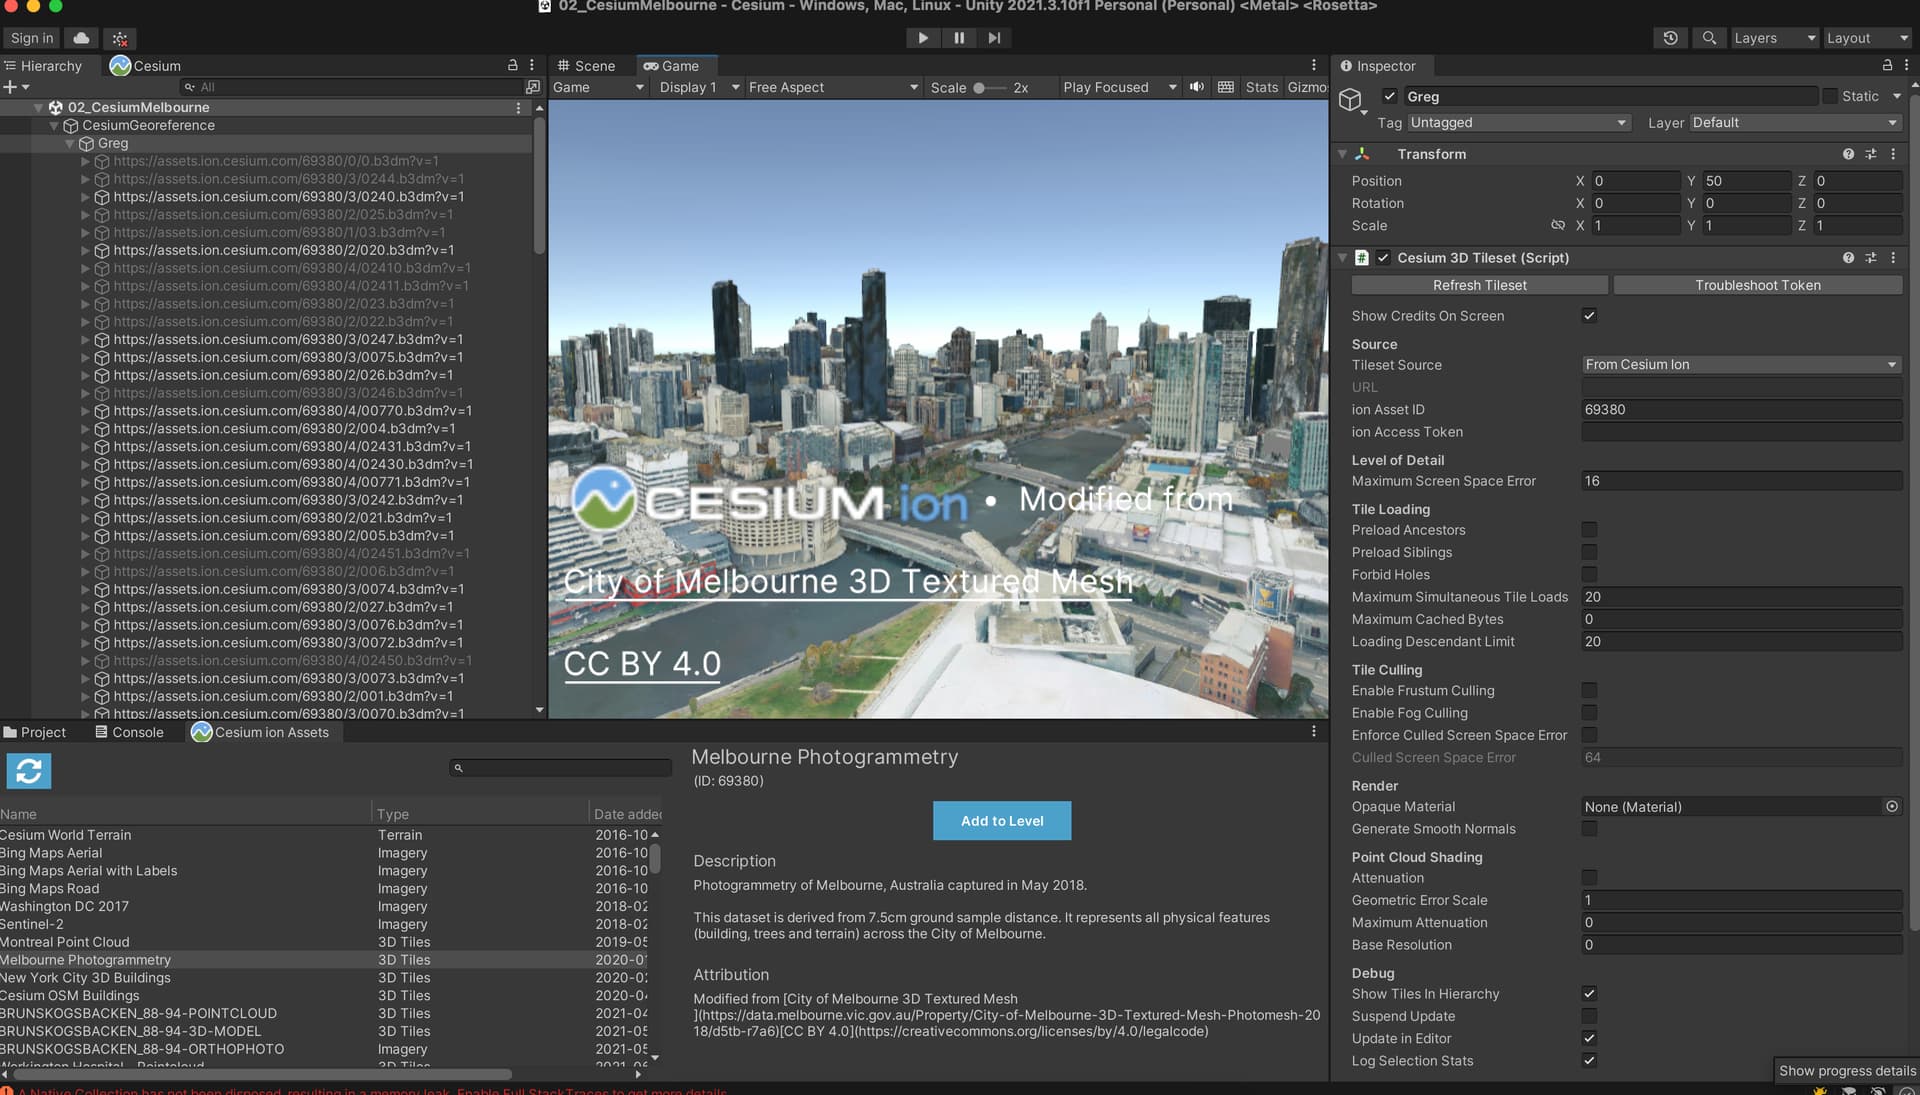 02_CesiumMelbourne - Cesium - Windows, Mac, Linux - Unity 2021.3.10f1 Personal (Personal) <Metal> <Rosetta>
Sign in
Layers
Layout
Hierarchy
Cesium
All
02_CesiumMelbourne
CesiumGeoreference
Greg
https://assets.ion.cesium.com/69380/0/0.b3dm?v=1
https://assets.ion.cesium.com/69380/3/0244.b3dm?v=1
https://assets.ion.cesium.com/69380/3/0240.b3dm?v=1
https://assets.ion.cesium.com/69380/2/025.b3dm?v=1
https://assets.ion.cesium.com/69380/1/03.b3dm?v=1
https://assets.ion.cesium.com/69380/2/020.b3dm?v=1
https://assets.ion.cesium.com/69380/4/02410.b3dm?v=1
https://assets.ion.cesium.com/69380/4/02411.b3dm?v=1
https://assets.ion.cesium.com/69380/2/023.b3dm?v=1
https://assets.ion.cesium.com/69380/2/022.b3dm?v=1
https://assets.ion.cesium.com/69380/3/0247.b3dm?v=1
https://assets.ion.cesium.com/69380/3/0075.b3dm?v=1
https://assets.ion.cesium.com/69380/2/026.b3dm?v=1
https://assets.ion.cesium.com/69380/3/0246.b3dm?v=1
https://assets.ion.cesium.com/69380/4/00770.b3dm?v=1
https://assets.ion.cesium.com/69380/2/004.b3dm?v=1
https://assets.ion.cesium.com/69380/4/02431.b3dm?v=1
https://assets.ion.cesium.com/69380/4/02430.b3dm?v=1
https://assets.ion.cesium.com/69380/4/00771.b3dm?v=1
https://assets.ion.cesium.com/69380/3/0242.b3dm?v=1
https://assets.ion.cesium.com/69380/2/021.b3dm?v=1
https://assets.ion.cesium.com/69380/2/005.b3dm?v=1
https://assets.ion.cesium.com/69380/4/02451.b3dm?v=1
https://assets.ion.cesium.com/69380/2/006.b3dm?v=1
https://assets.ion.cesium.com/69380/3/0074.b3dm?v=1
https://assets.ion.cesium.com/69380/2/027.b3dm?v=1
https://assets.ion.cesium.com/69380/3/0076.b3dm?v=1
https://assets.ion.cesium.com/69380/3/0072.b3dm?v=1
https://assets.ion.cesium.com/69380/4/02450.b3dm?v=1
https://assets.ion.cesium.com/69380/3/0073.b3dm?v=1
https://assets.ion.cesium.com/69380/2/001.b3dm?v=1
https://assets.ion.cesium.com/69380/3/0070.b3dm?v=1
Scene
Game
Game
Display 1
Free Aspect
Scale
2x
Play Focused
Stats
Gizmo
CESIUM ion • Modified from
City of Melbourne 3D Textured Mesh
CC BY 4.0
Inspector
Greg
Static
Tag Untagged
Layer Default
Transform
Position X 0 Y 50 Z 0
Rotation X 0 Y 0 Z 0
Scale X 1 Y 1 Z 1
# Cesium 3D Tileset (Script)
Refresh Tileset
Troubleshoot Token
Show Credits On Screen
Source
Tileset Source From Cesium Ion
URL
ion Asset ID 69380
ion Access Token
Level of Detail
Maximum Screen Space Error 16
Tile Loading
Preload Ancestors
Preload Siblings
Forbid Holes
Maximum Simultaneous Tile Loads 20
Maximum Cached Bytes 0
Loading Descendant Limit 20
Tile Culling
Enable Frustum Culling
Enable Fog Culling
Enforce Culled Screen Space Error
Culled Screen Space Error 64
Render
Opaque Material None (Material)
Generate Smooth Normals
Point Cloud Shading
Attenuation
Geometric Error Scale 1
Maximum Attenuation 0
Base Resolution 0
Debug
Show Tiles In Hierarchy
Suspend Update
Update in Editor
Log Selection Stats
Show progress details
Project
Console
Cesium ion Assets
Name Type Date added
Cesium World Terrain Terrain 2016-10
Bing Maps Aerial Imagery 2016-10
Bing Maps Aerial with Labels Imagery 2016-10
Bing Maps Road Imagery 2016-10
Washington DC 2017 Imagery 2018-02
Sentinel-2 Imagery 2018-02
Montreal Point Cloud 3D Tiles 2019-05
Melbourne Photogrammetry 3D Tiles 2020-01
New York City 3D Buildings 3D Tiles 2020-02
Cesium OSM Buildings 3D Tiles 2020-04
BRUNSKOGSBACKEN_88-94-POINTCLOUD 3D Tiles 2021-04
BRUNSKOGSBACKEN_88-94-3D-MODEL 3D Tiles 2021-05
BRUNSKOGSBACKEN_88-94-ORTHOPHOTO Imagery 2021-05
Workington Hospital - Pointcloud 3D Tiles 2021-06
Melbourne Photogrammetry
(ID: 69380)
Add to Level
Description
Photogrammetry of Melbourne, Australia captured in May 2018.
This dataset is derived from 7.5cm ground sample distance. It represents all physical features
(building, trees and terrain) across the City of Melbourne.
Attribution
Modified from [City of Melbourne 3D Textured Mesh
](https://data.melbourne.vic.gov.au/Property/City-of-Melbourne-3D-Textured-Mesh-Photomesh-20
18/d5tb-r7a6)[CC BY 4.0](https://creativecommons.org/licenses/by/4.0/legalcode)
A Native Collection has not been disposed, resulting in a memory leak. Enable Full StackTraces to get more details.